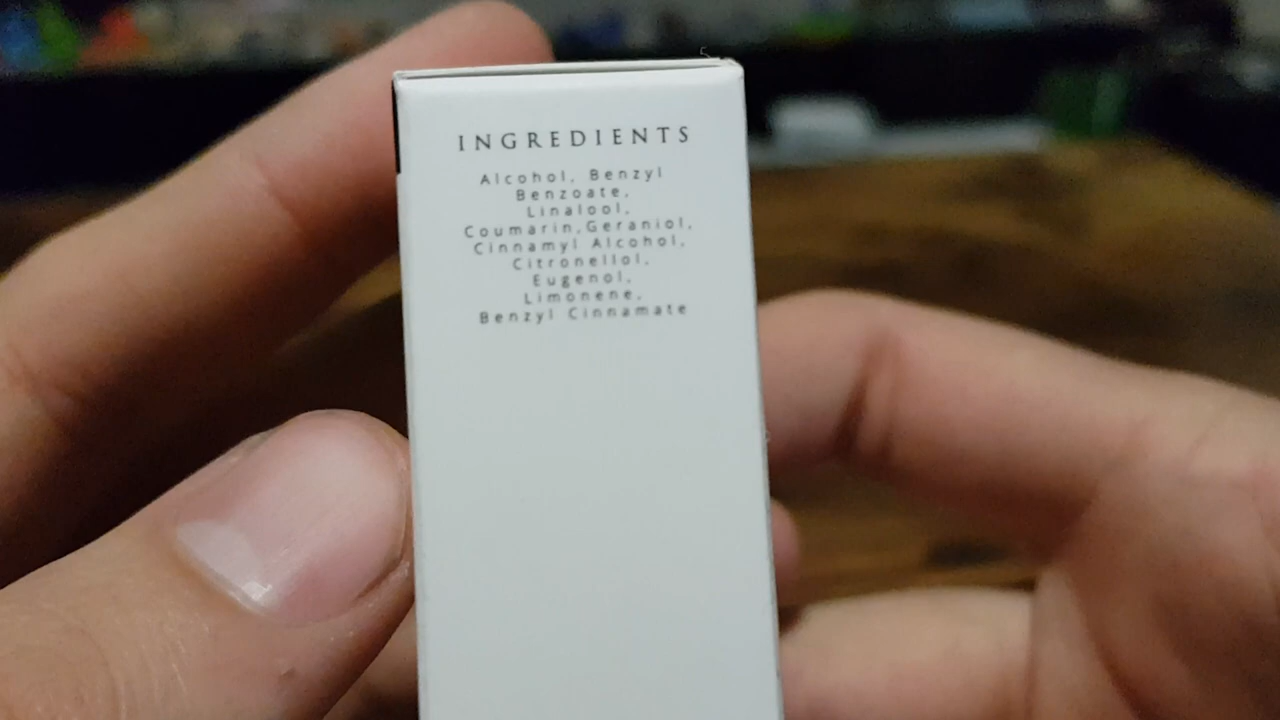 INGREDIENTS
Alcohol, Benzyl
Benzoate,
Linalool,
Coumarin,Geraniol,
Cinnamyl Alcohol,
Citronellol,
Eugenol,
Limonene,
Benzyl Cinnamate